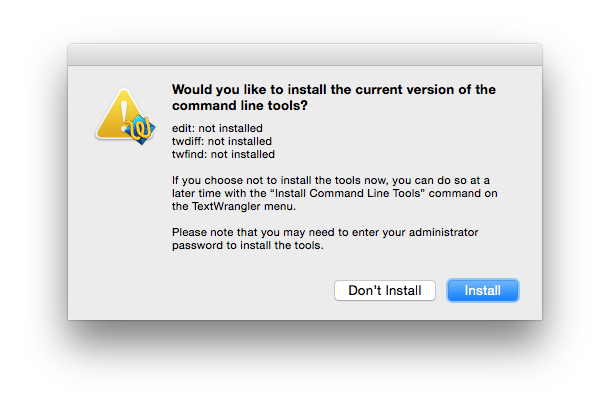 Would you like to install the current version of the
command line tools?
edit: not installed
twdiff: not installed
twfind: not installed
If you choose not to install the tools now, you can do so at a
later time with the “Install Command Line Tools” command on
the TextWrangler menu.
Please note that you may need to enter your administrator
password to install the tools.
Don't Install
Install